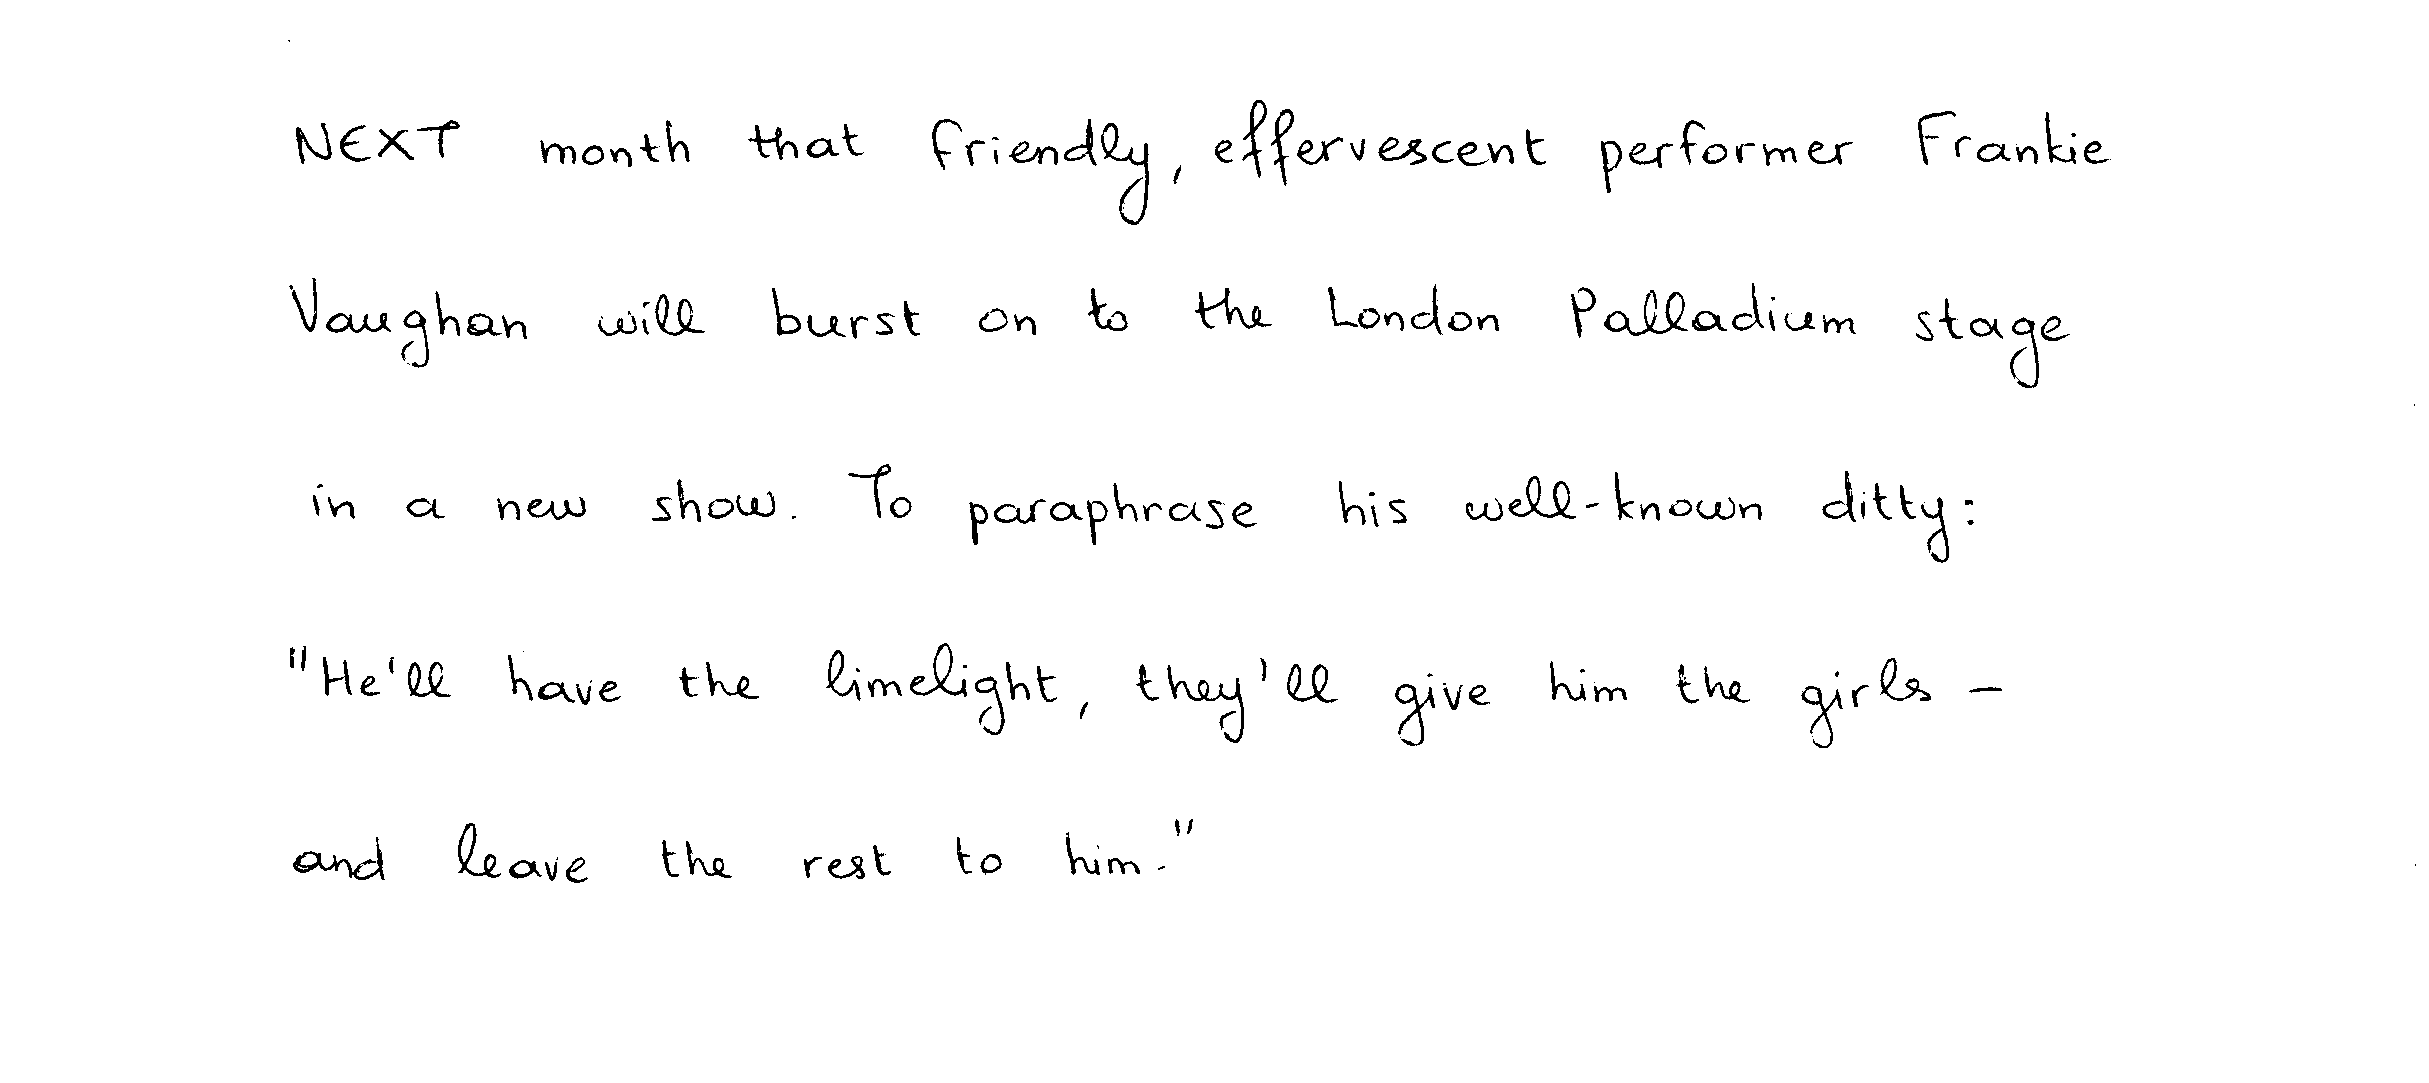 NEXT month that friendly, effervescent performer Frankie
Vaughan will burst on to the London Palladium stage
in a new show. To paraphrase his well-known ditty:
"He'll have the limelight, they'll give him the girls -
and leave the rest to him."